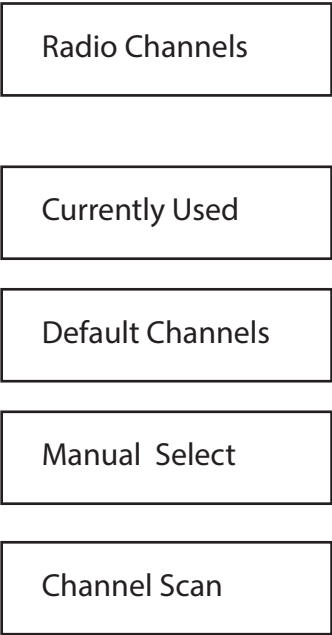 Radio Channels
Currently Used
Default Channels
Manual  Select
Channel Scan